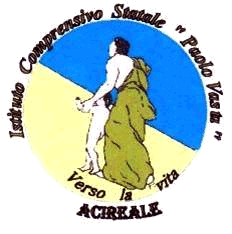 Istituto Comprensivo Statale " Paolo Vasta "
Verso la vita
ACIREALE